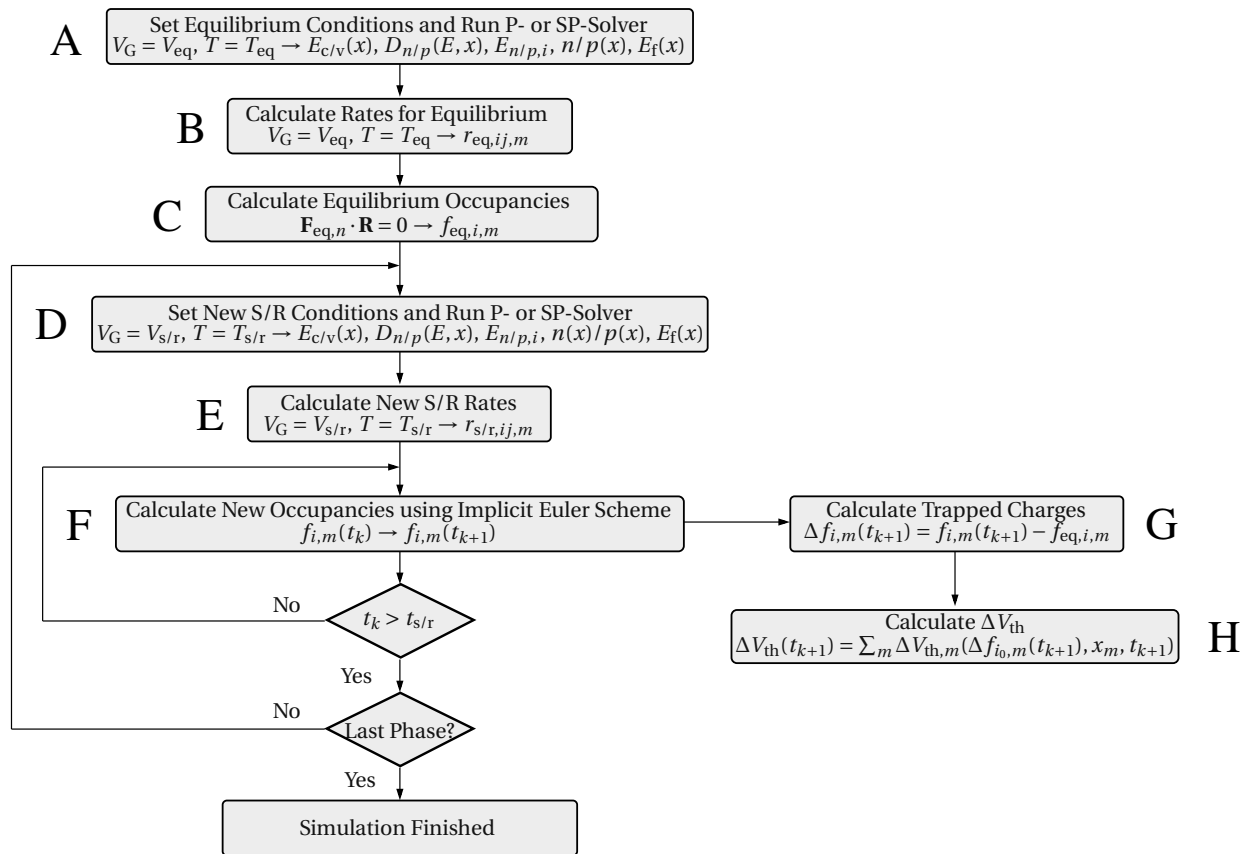 A
Set Equilibrium Conditions and Run P- or SP-Solver
V_G = V_eq, T = T_eq → E_c/v(x), D_n/p(E, x), E_n/p,i, n/p(x), E_f(x)
B
Calculate Rates for Equilibrium
V_G = V_eq, T = T_eq → r_eq,ij,m
C
Calculate Equilibrium Occupancies
F_eq,n · R = 0 → f_eq,i,m
D
Set New S/R Conditions and Run P- or SP-Solver
V_G = V_s/r, T = T_s/r → E_c/v(x), D_n/p(E, x), E_n/p,i, n(x)/p(x), E_f(x)
E
Calculate New S/R Rates
V_G = V_s/r, T = T_s/r → r_s/r,ij,m
F
Calculate New Occupancies using Implicit Euler Scheme
f_i,m(t_k) → f_i,m(t_k+1)
Calculate Trapped Charges
Δf_i,m(t_k+1) = f_i,m(t_k+1) − f_eq,i,m
G
No
t_k > t_s/r
Calculate ΔV_th
ΔV_th(t_k+1) = ∑_m ΔV_th,m(Δf_i_0,m(t_k+1), x_m, t_k+1)
H
Yes
No
Last Phase?
Yes
Simulation Finished